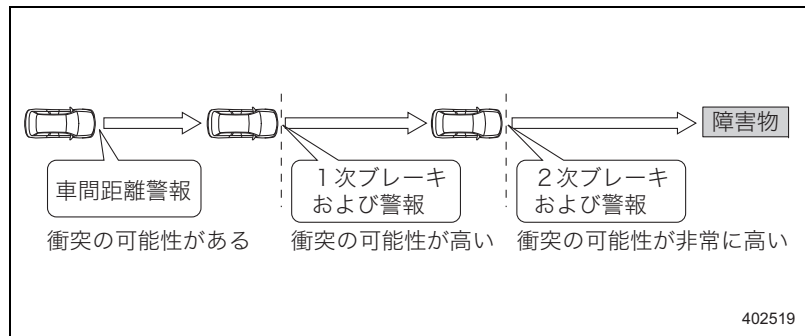 障害物
車間距離警報
1次ブレーキ
および警報
2次ブレーキ
および警報
衝突の可能性がある
衝突の可能性が高い
衝突の可能性が非常に高い
402519